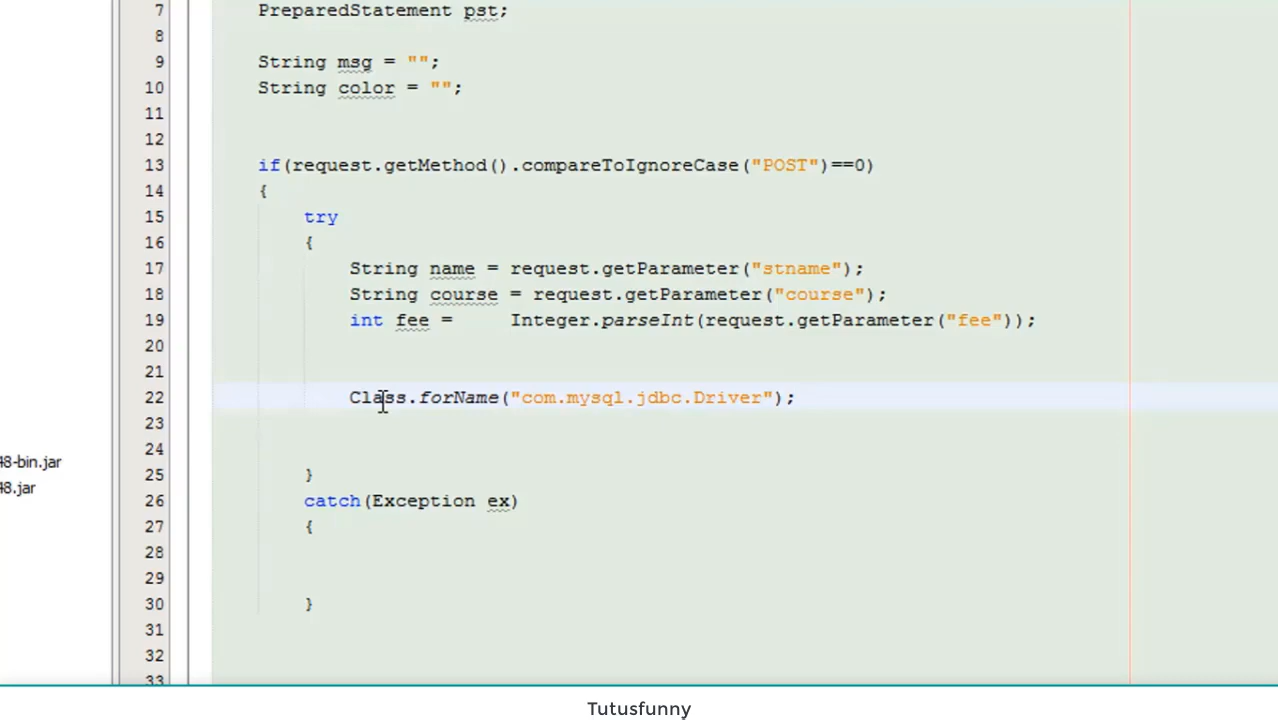 7 PreparedStatement pst;
8
9 String msg = "";
10 String color = "";
11
12
13 if(request.getMethod().compareToIgnoreCase("POST")==0)
14 {
15 try
16 {
17 String name = request.getParameter("stname");
18 String course = request.getParameter("course");
19 int fee = Integer.parseInt(request.getParameter("fee"));
20
21
22 Class.forName("com.mysql.jdbc.Driver");
23
24
48-bin.jar
25 }
48.jar
26 catch(Exception ex)
27 {
28
29
30 }
31
32
33
Tutusfunny